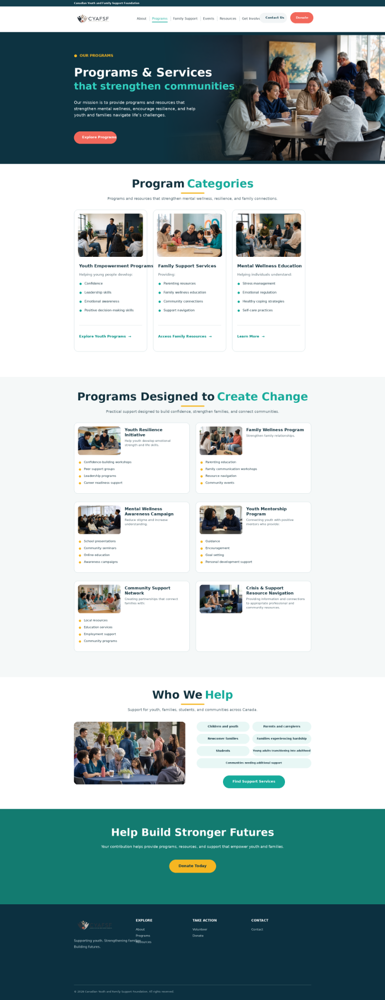 Canadian Youth and Family Support Foundation
CYAFSF
About
Programs
Family Support
Events
Resources
Get Involve
Contact Us
Donate
OUR PROGRAMS
Programs & Services
that strengthen communities
Our mission is to provide programs and resources that
strengthen mental wellness, encourage resilience, and help
youth and families navigate life's challenges.
Explore Programs
Program Categories
Programs and resources that strengthen mental wellness, resilience, and family connections.
Youth Empowerment Programs
Helping young people develop:
Confidence
Leadership skills
Emotional awareness
Positive decision-making skills
Explore Youth Programs →
Family Support Services
Providing:
Parenting resources
Family wellness education
Community connections
Support navigation
Access Family Resources →
Mental Wellness Education
Helping individuals understand:
Stress management
Emotional regulation
Healthy coping strategies
Self-care practices
Learn More →
Programs Designed to Create Change
Practical support designed to build confidence, strengthen families, and connect communities.
Youth Resilience
Initiative
Help youth develop emotional
strength and life skills.
Confidence-building workshops
Peer support groups
Leadership programs
Career readiness support
Family Wellness Program
Strengthen family relationships.
Parenting education
Family communication workshops
Resource navigation
Community events
Mental Wellness
Awareness Campaign
Reduce stigma and increase
understanding.
School presentations
Community seminars
Online education
Awareness campaigns
Youth Mentorship
Program
Connecting youth with positive
mentors who provide:
Guidance
Encouragement
Goal setting
Personal development support
Community Support
Network
Creating partnerships that connect
families with:
Local resources
Education services
Employment support
Community programs
Crisis & Support
Resource Navigation
Providing information and connections
to appropriate professional and
community resources.
Who We Help
Support for youth, families, students, and communities across Canada.
Children and youth
Parents and caregivers
Newcomer families
Families experiencing hardship
Students
Young adults transitioning into adulthood
Communities needing additional support
Find Support Services
Help Build Stronger Futures
Your contribution helps provide programs, resources, and support that empower youth and families.
Donate Today
CYAFSF
Supporting youth. Strengthening families.
Building futures.
EXPLORE
About
Programs
Resources
TAKE ACTION
Volunteer
Donate
CONTACT
Contact
© 2026 Canadian Youth and Family Support Foundation. All rights reserved.